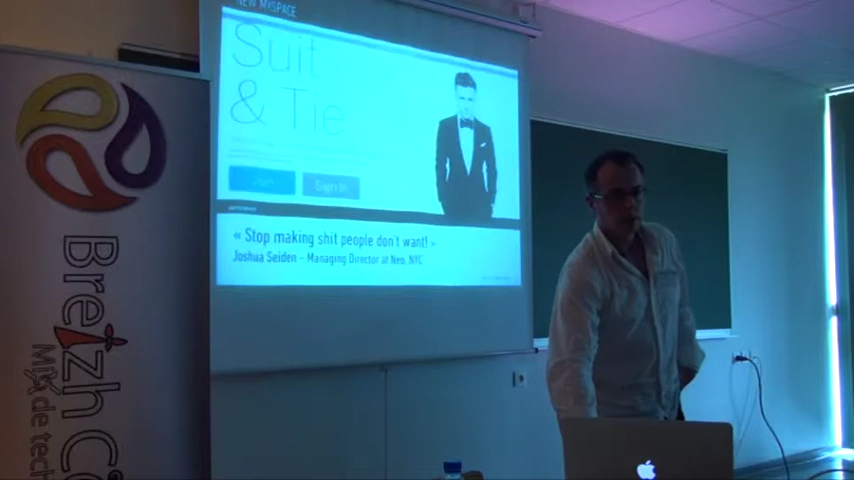 NEW MYSPACE
Suit
& Tie
Join
Sign In
« Stop making shit people don't want! »
Joshua Seiden – Managing Director at Neo, NYC
Breizh C
Mix de tech